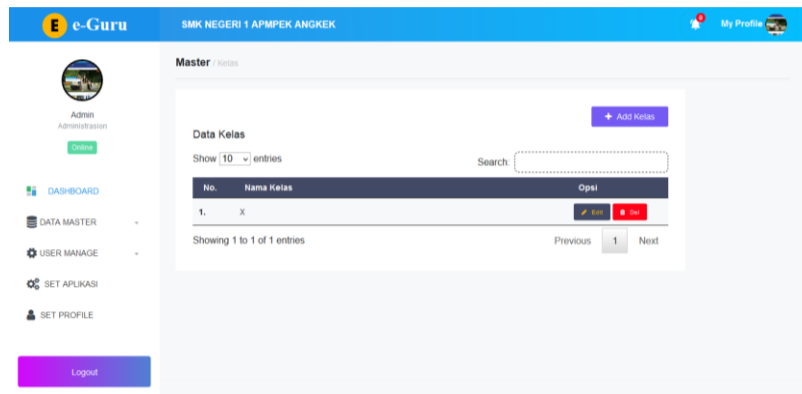 E e-Guru
SMK NEGERI 1 APMPEK ANGKEK
0
My Profile
Admin
Administrasion
Online
DASHBOARD
DATA MASTER
USER MANAGE
SET APLIKASI
SET PROFILE
Logout
Master / Kelas
+ Add Kelas
Data Kelas
Show 10 entries
Search:
No. Nama Kelas Opsi
1. X Edit Del
Showing 1 to 1 of 1 entries
Previous 1 Next